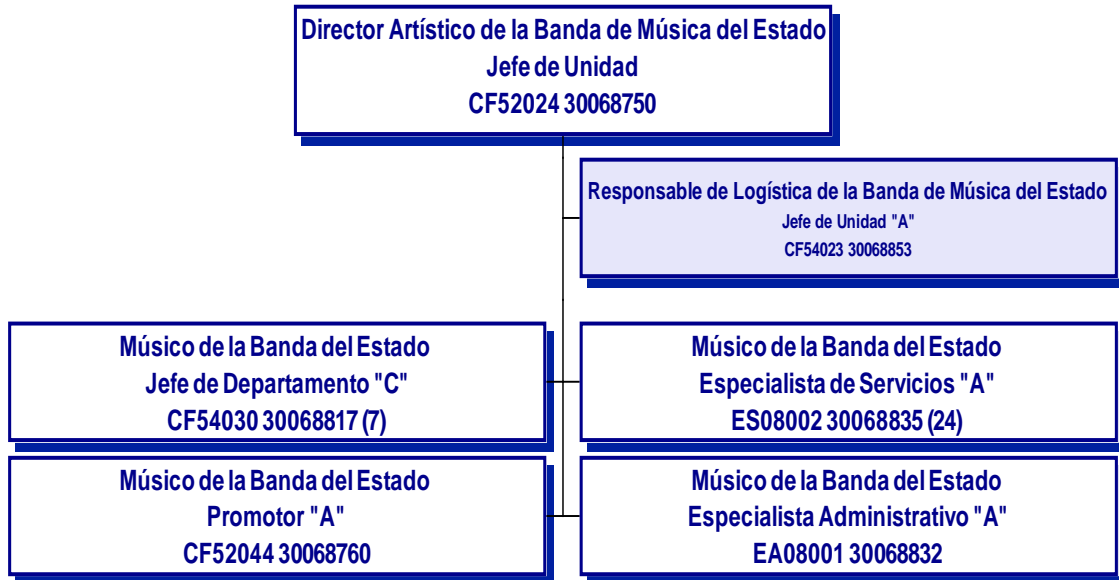 Director Artístico de la Banda de Música del Estado
Jefe de Unidad
CF52024 30068750
Responsable de Logística de la Banda de Música del Estado
Jefe de Unidad "A"
CF54023 30068853
Músico de la Banda del Estado
Jefe de Departamento "C"
CF54030 30068817 (7)
Músico de la Banda del Estado
Especialista de Servicios "A"
ES08002 30068835 (24)
Músico de la Banda del Estado
Promotor "A"
CF52044 30068760
Músico de la Banda del Estado
Especialista Administrativo "A"
EA08001 30068832